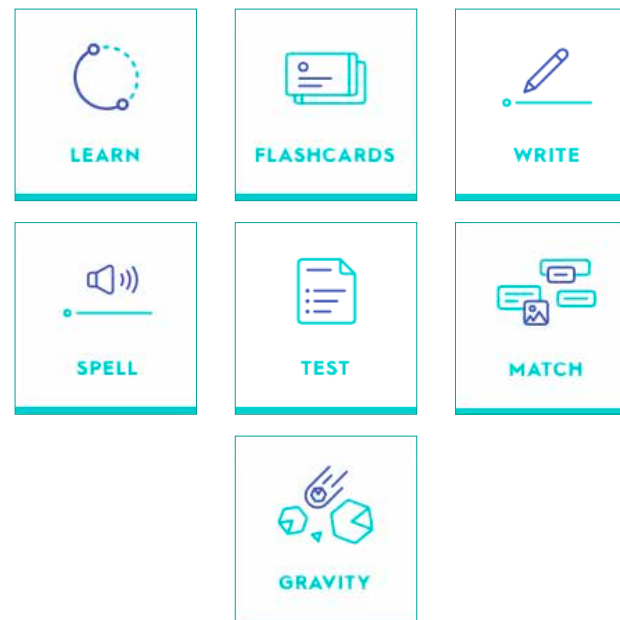 LEARN
FLASHCARDS
WRITE
SPELL
TEST
MATCH
GRAVITY